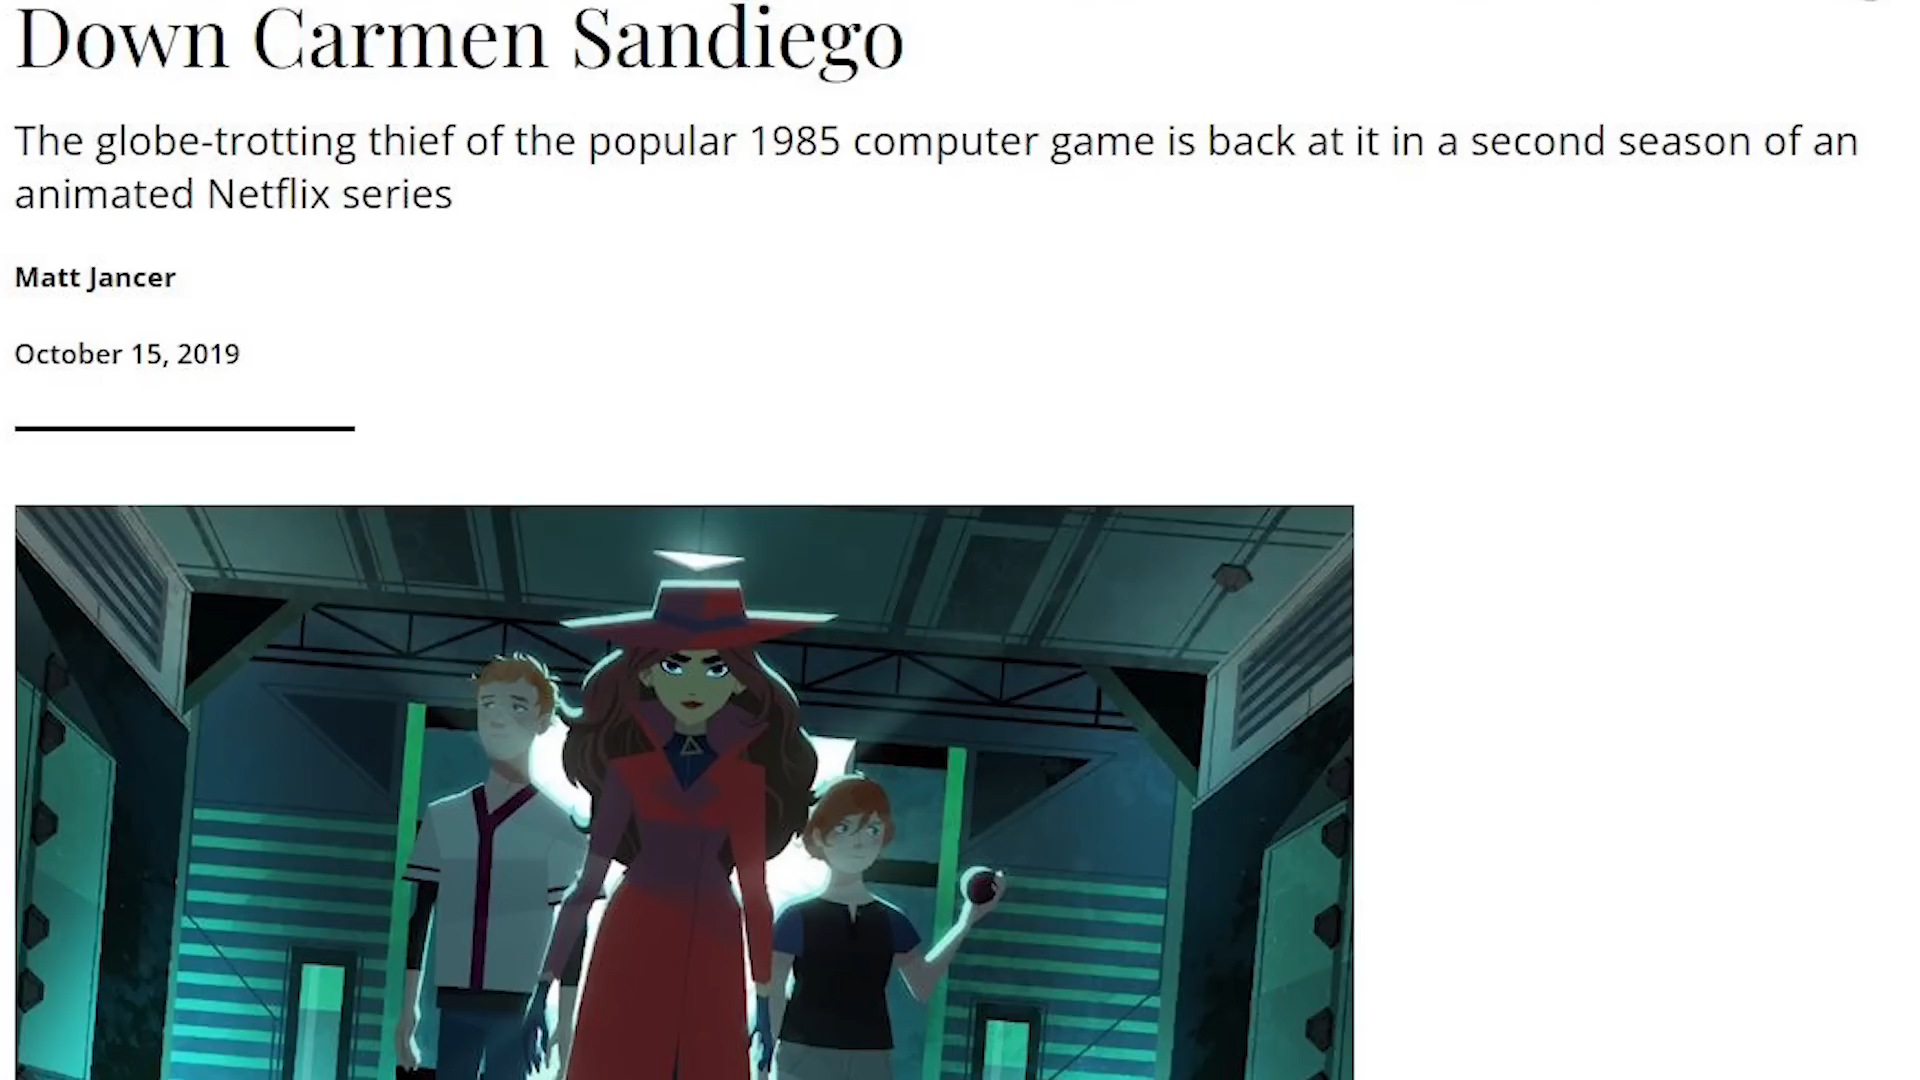 Down Carmen Sandiego
The globe-trotting thief of the popular 1985 computer game is back at it in a second season of an
animated Netflix series
Matt Jancer
October 15, 2019